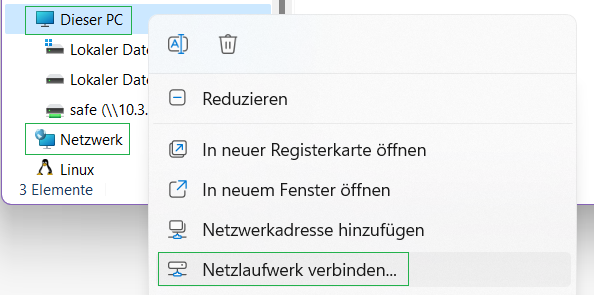 Dieser PC
Lokaler Date
Lokaler Date
safe (\\10.3.
Netzwerk
Linux
3 Elemente
Reduzieren
In neuer Registerkarte öffnen
In neuem Fenster öffnen
Netzwerkadresse hinzufügen
Netzlaufwerk verbinden...